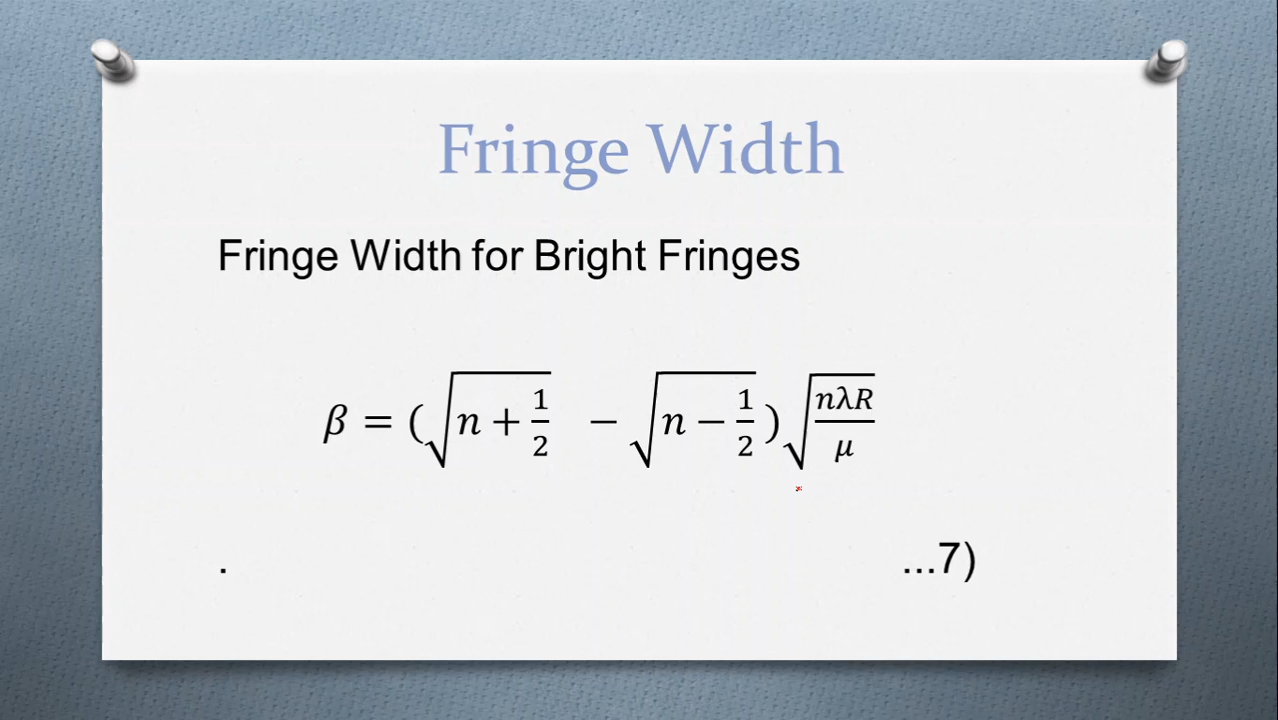 Fringe Width
Fringe Width for Bright Fringes
β = (√(n + 1/2) − √(n − 1/2)) √(nλR/μ)
. ...7)